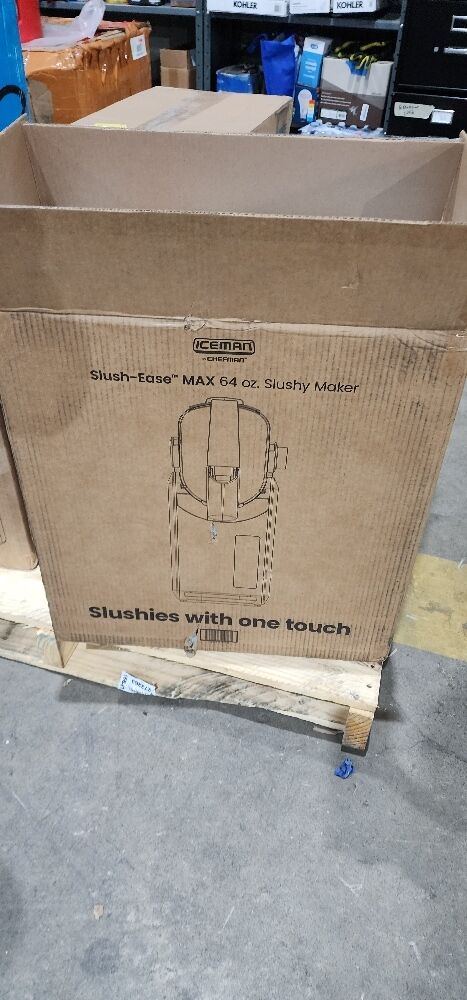 KOHLER
KOHLER
ICEMAN
BY CHEFMAN
Slush-Ease™ MAX 64 oz. Slushy Maker
Slushies with one touch